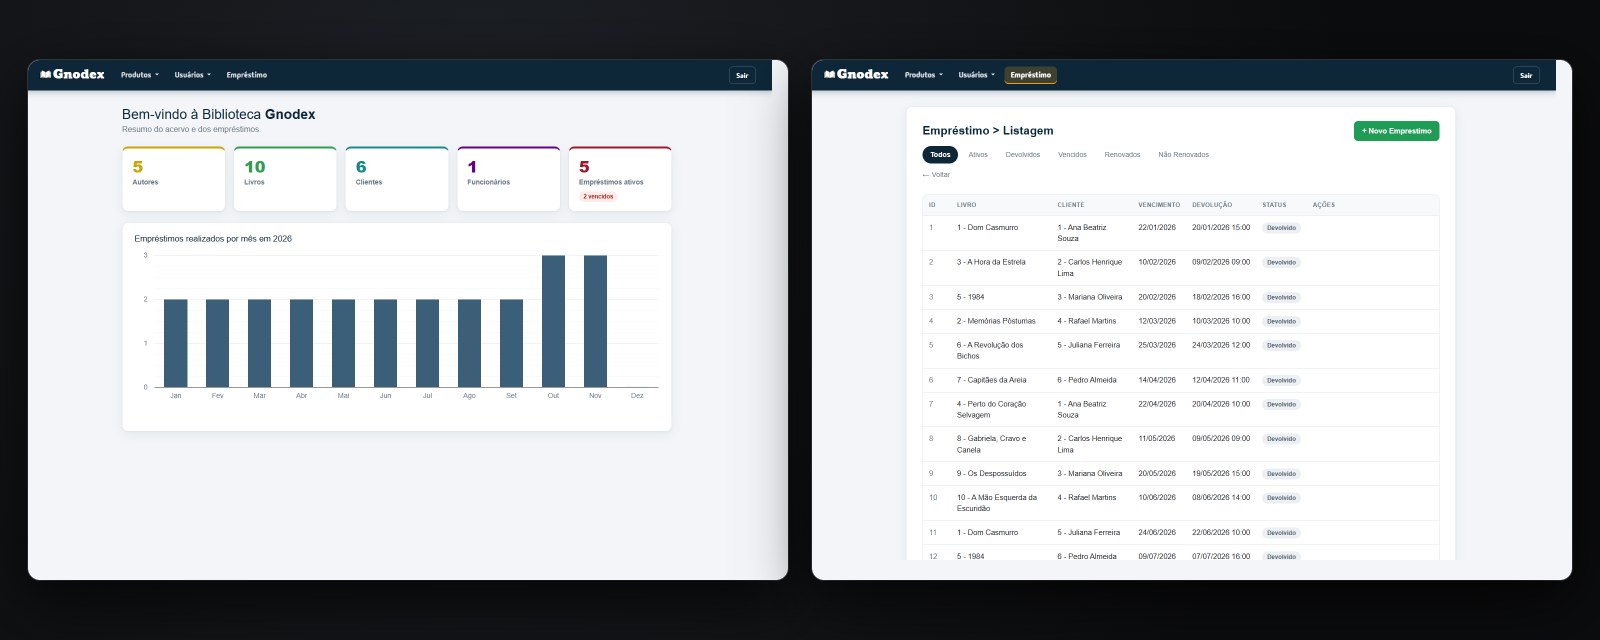 Gnodex Produtos Usuários Empréstimo Sair
Bem-vindo à Biblioteca Gnodex
Resumo do acervo e dos empréstimos.
5 10 6 1 5
Autores Livros Clientes Funcionários Empréstimos ativos
2 vencidos
Empréstimos realizados por mês em 2026
3
2
1
0
Jan Fev Mar Abr Mai Jun Jul Ago Set Out Nov Dez
Gnodex Produtos Usuários Empréstimo Sair
Empréstimo > Listagem + Novo Emprestimo
Todos Ativos Devolvidos Vencidos Renovados Não Renovados
← Voltar
ID LIVRO CLIENTE VENCIMENTO DEVOLUÇÃO STATUS AÇÕES
1 1 - Dom Casmurro 1 - Ana Beatriz 22/01/2026 20/01/2026 15:00 Devolvido
Souza
2 3 - A Hora da Estrela 2 - Carlos Henrique 10/02/2026 09/02/2026 09:00 Devolvido
Lima
3 5 - 1984 3 - Mariana Oliveira 20/02/2026 18/02/2026 16:00 Devolvido
4 2 - Memórias Póstumas 4 - Rafael Martins 12/03/2026 10/03/2026 10:00 Devolvido
5 6 - A Revolução dos 5 - Juliana Ferreira 25/03/2026 24/03/2026 12:00 Devolvido
Bichos
6 7 - Capitães da Areia 6 - Pedro Almeida 14/04/2026 12/04/2026 11:00 Devolvido
7 4 - Perto do Coração 1 - Ana Beatriz 22/04/2026 20/04/2026 10:00 Devolvido
Selvagem Souza
8 8 - Gabriela, Cravo e 2 - Carlos Henrique 11/05/2026 09/05/2026 09:00 Devolvido
Canela Lima
9 9 - Os Despossuídos 3 - Mariana Oliveira 20/05/2026 19/05/2026 15:00 Devolvido
10 10 - A Mão Esquerda da 4 - Rafael Martins 10/06/2026 08/06/2026 14:00 Devolvido
Escuridão
11 1 - Dom Casmurro 5 - Juliana Ferreira 24/06/2026 22/06/2026 10:00 Devolvido
12 5 - 1984 6 - Pedro Almeida 09/07/2026 07/07/2026 16:00 Devolvido